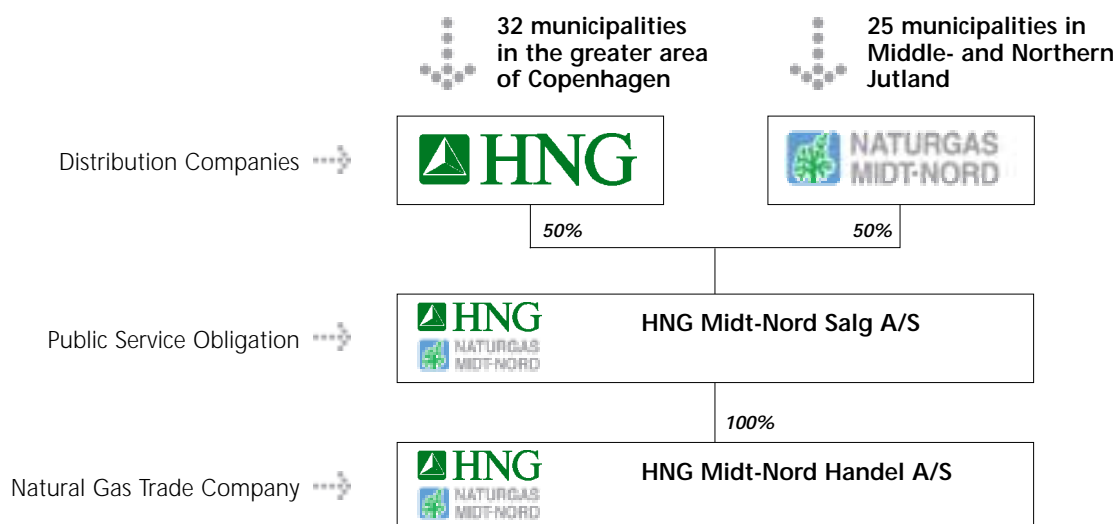 32 municipalities
in the greater area
of Copenhagen
25 municipalities in
Middle- and Northern
Jutland
Distribution Companies
HNG
NATURGAS
MIDT-NORD
50%
50%
Public Service Obligation
HNG
NATURGAS
MIDT-NORD
HNG Midt-Nord Salg A/S
100%
Natural Gas Trade Company
HNG
NATURGAS
MIDT-NORD
HNG Midt-Nord Handel A/S